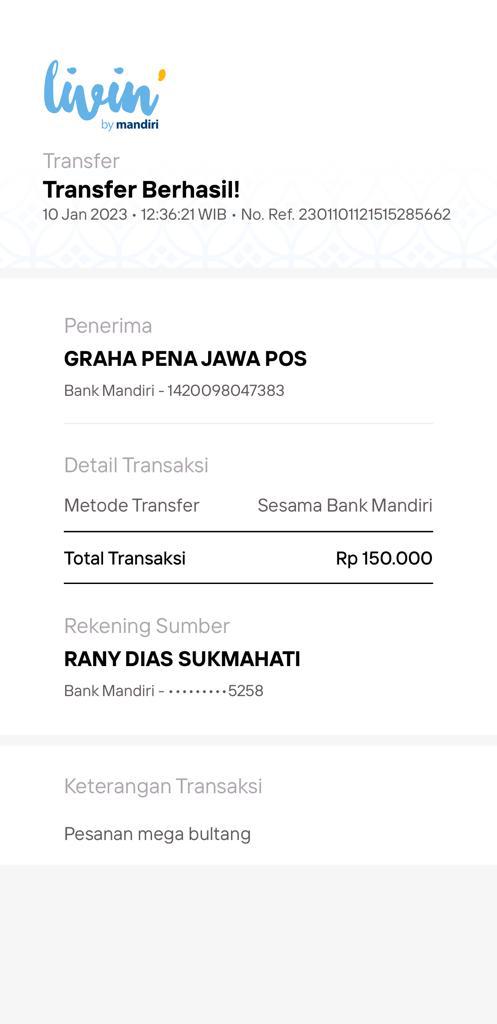 livin'
by mandiri
Transfer
Transfer Berhasil!
10 Jan 2023 • 12:36:21 WIB • No. Ref. 2301101121515285662
Penerima
GRAHA PENA JAWA POS
Bank Mandiri - 1420098047383
Detail Transaksi
Metode Transfer Sesama Bank Mandiri
Total Transaksi Rp 150.000
Rekening Sumber
RANY DIAS SUKMAHATI
Bank Mandiri - •••••••••5258
Keterangan Transaksi
Pesanan mega bultang